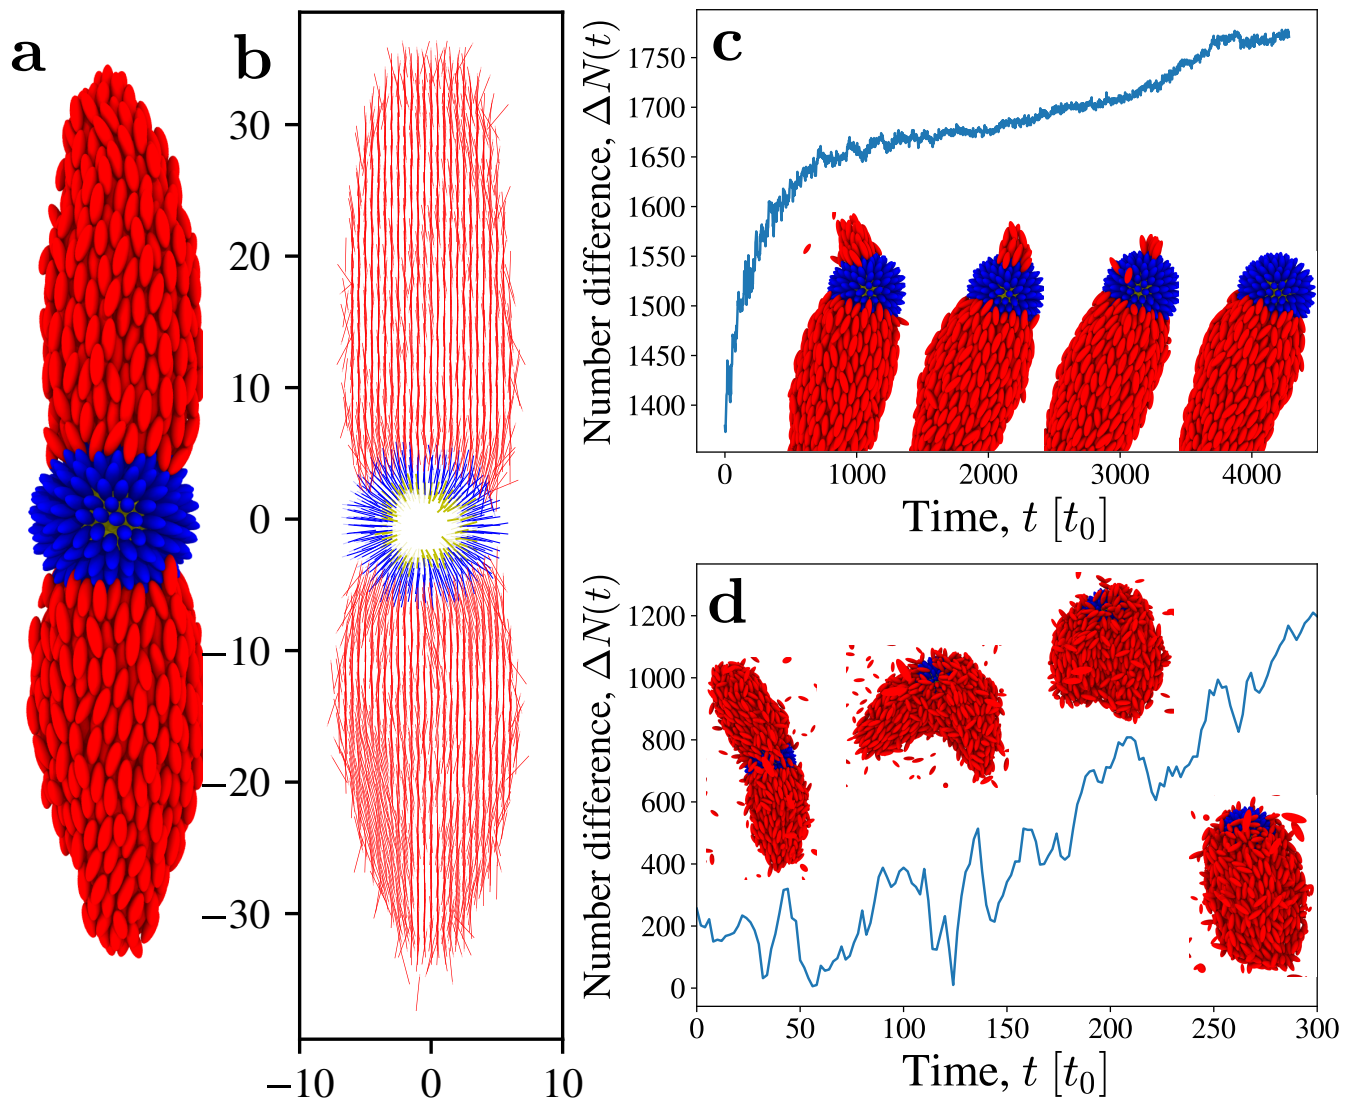 a
b
30
20
10
0
−10
−20
−30
−10 0 10
c
Number difference, ΔN(t)
1750
1700
1650
1600
1550
1500
1450
1400
0 1000 2000 3000 4000
Time, t [t₀]
d
Number difference, ΔN(t)
1200
1000
800
600
400
200
0
0 50 100 150 200 250 300
Time, t [t₀]